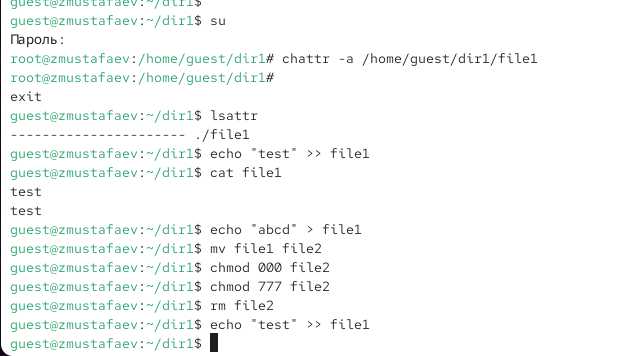 guest@zmustafaev:~/dir1$
guest@zmustafaev:~/dir1$ su
Пароль:
root@zmustafaev:/home/guest/dir1# chattr -a /home/guest/dir1/file1
root@zmustafaev:/home/guest/dir1#
exit
guest@zmustafaev:~/dir1$ lsattr
---------------------- ./file1
guest@zmustafaev:~/dir1$ echo "test" >> file1
guest@zmustafaev:~/dir1$ cat file1
test
test
guest@zmustafaev:~/dir1$ echo "abcd" > file1
guest@zmustafaev:~/dir1$ mv file1 file2
guest@zmustafaev:~/dir1$ chmod 000 file2
guest@zmustafaev:~/dir1$ chmod 777 file2
guest@zmustafaev:~/dir1$ rm file2
guest@zmustafaev:~/dir1$ echo "test" >> file1
guest@zmustafaev:~/dir1$